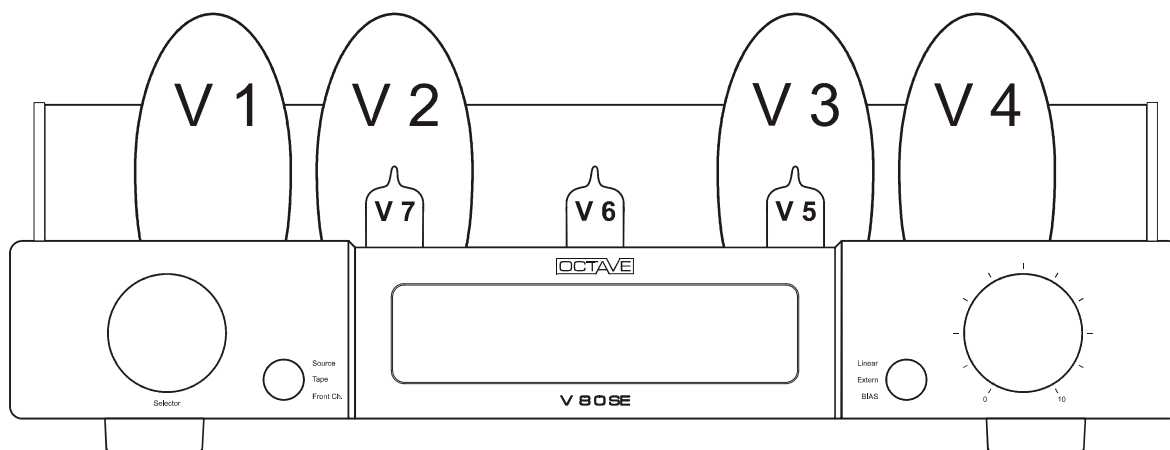 V 1
V 2
V 3
V 4
V 7
V 6
V 5
OCTAVE
Source
Tape
Front Ch.
Selector
V 80SE
Linear
Extern
BIAS
0
10